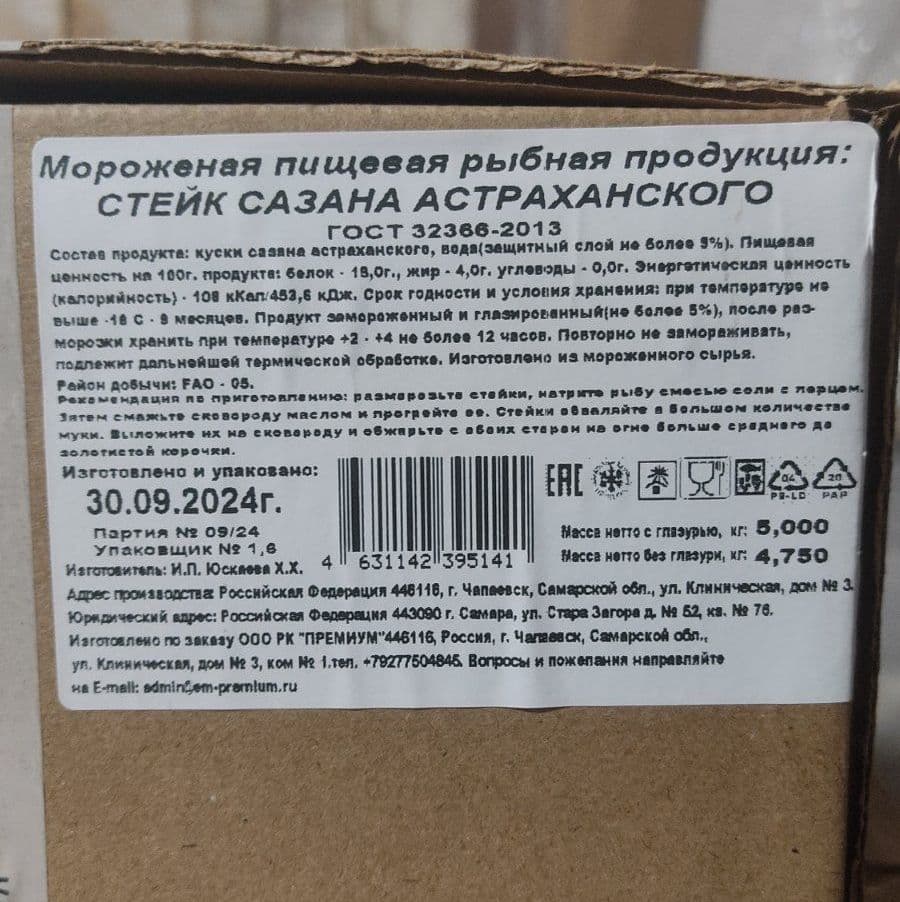 Мороженая пищевая рыбная продукция:
СТЕЙК САЗАНА АСТРАХАНСКОГО
ГОСТ 32366-2013
Состав продукта: куски сазана астраханского, вода(защитный слой не более 5%). Пищевая
ценность на 100г. продукта: белок - 18,0г., жир - 4,0г. углеводы - 0,0г. Энергетическая ценность
(калорийность) - 108 кКал/453,6 кДж. Срок годности и условия хранения: при температуре не
выше -18 С - 9 месяцев. Продукт замороженный и глазированный(не более 5%), после раз-
морозки хранить при температуре +2 - +4 не более 12 часов. Повторно не замораживать,
подлежит дальнейшей термической обработке. Изготовлено из мороженного сырья.
Район добычи: FAO - 05.
Рекомендация по приготовлению: разморозьте стейки, натрите рыбу смесью соли с перцем.
Затем смажьте сковороду маслом и прогрейте ее. Стейки обваляйте в большом количестве
муки. Выложите их на сковороду и обжарьте с обоих сторон на огне больше среднего до
золотистой корочки.
Изготовлено и упаковано:
30.09.2024г.
Партия № 09/24
Упаковщик № 1,6
4 631142 395141
EAC
04
PE-LD
20
PAP
Масса нетто с глазурью, кг: 5,000
Масса нетто без глазури, кг: 4,750
Изготовитель: И.П. Юскаева Х.Х.
Адрес производства: Российская Федерация 446116, г. Чапаевск, Самарской обл., ул. Клиническая, дом № 3.
Юридический адрес: Российская Федерация 443090 г. Самара, ул. Стара Загора д. № 52, кв. № 76.
Изготовлено по заказу ООО РК "ПРЕМИУМ"446116, Россия, г. Чапаевск, Самарской обл.,
ул. Клиническая, дом № 3, ком № 1.тел. +79277504845. Вопросы и пожелания направляйте
на E-mail: